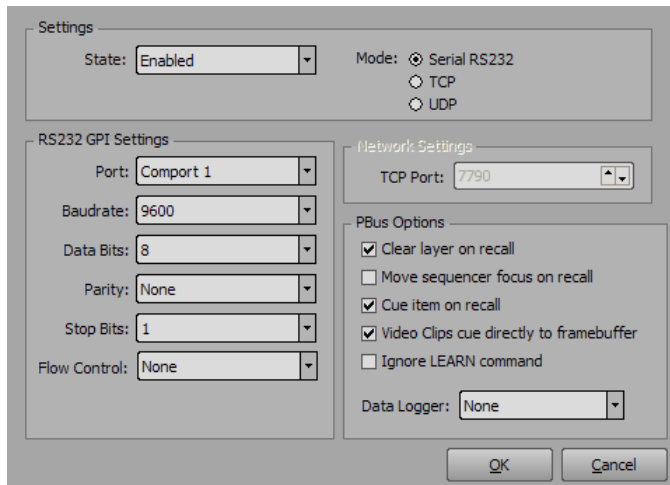 Settings
State: Enabled
Mode: Serial RS232
TCP
UDP
RS232 GPI Settings
Port: Comport 1
Baudrate: 9600
Data Bits: 8
Parity: None
Stop Bits: 1
Flow Control: None
Network Settings
TCP Port: 7790
PBus Options
Clear layer on recall
Move sequencer focus on recall
Cue item on recall
Video Clips cue directly to framebuffer
Ignore LEARN command
Data Logger: None
OK Cancel